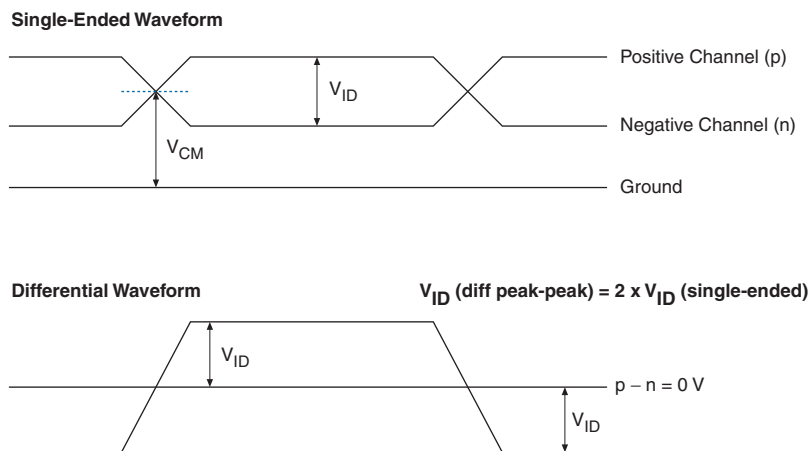 Single-Ended Waveform
Positive Channel (p)
V_ID
Negative Channel (n)
V_CM
Ground
Differential Waveform
V_ID (diff peak-peak) = 2 x V_ID (single-ended)
V_ID
p – n = 0 V
V_ID